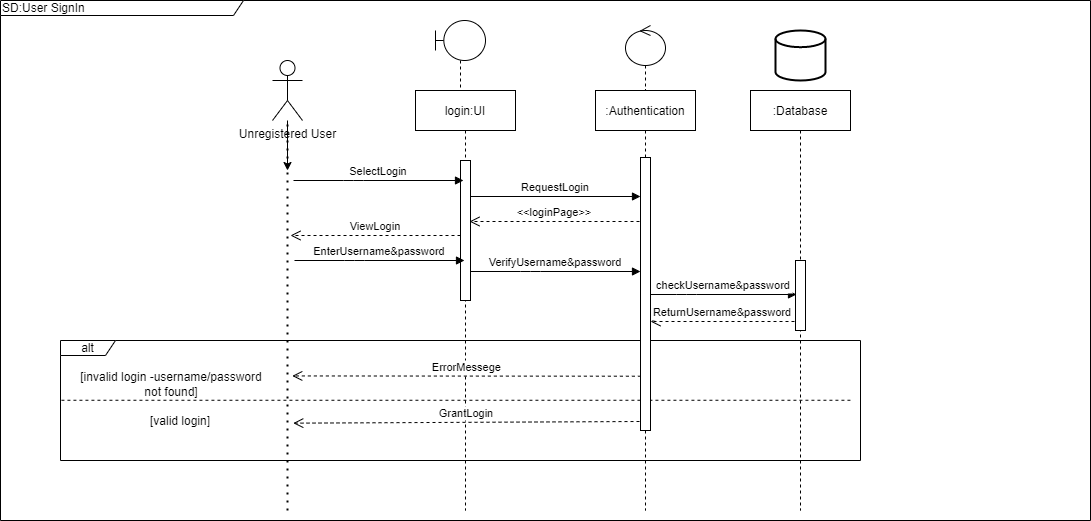 SD:User SignIn
Unregistered User
login:UI
:Authentication
:Database
SelectLogin
RequestLogin
<<loginPage>>
ViewLogin
EnterUsername&password
VerifyUsername&password
checkUsername&password
ReturnUsername&password
alt
ErrorMessege
[invalid login -username/password
not found]
GrantLogin
[valid login]